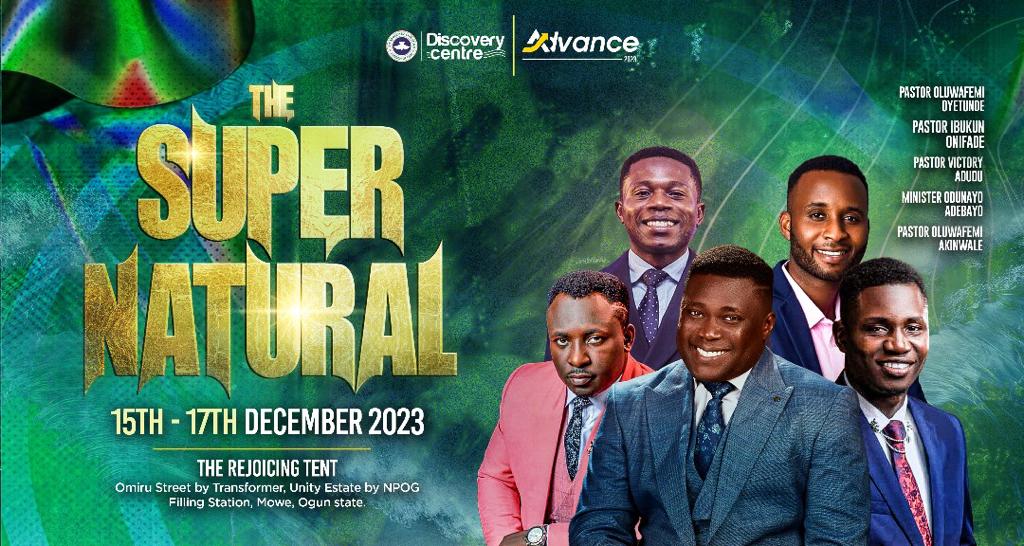 Discovery
centre
Advance
2023
THE
SUPER
NATURAL
15TH - 17TH DECEMBER 2023
THE REJOICING TENT
Omiru Street by Transformer, Unity Estate by NPOG
Filling Station, Mowe, Ogun state.
PASTOR OLUWAFEMI
OYETUNDE
PASTOR IBUKUN
ONIFADE
PASTOR VICTORY
ADUDU
MINISTER ODUNAYO
ADEBAYO
PASTOR OLUWAFEMI
AKINWALE